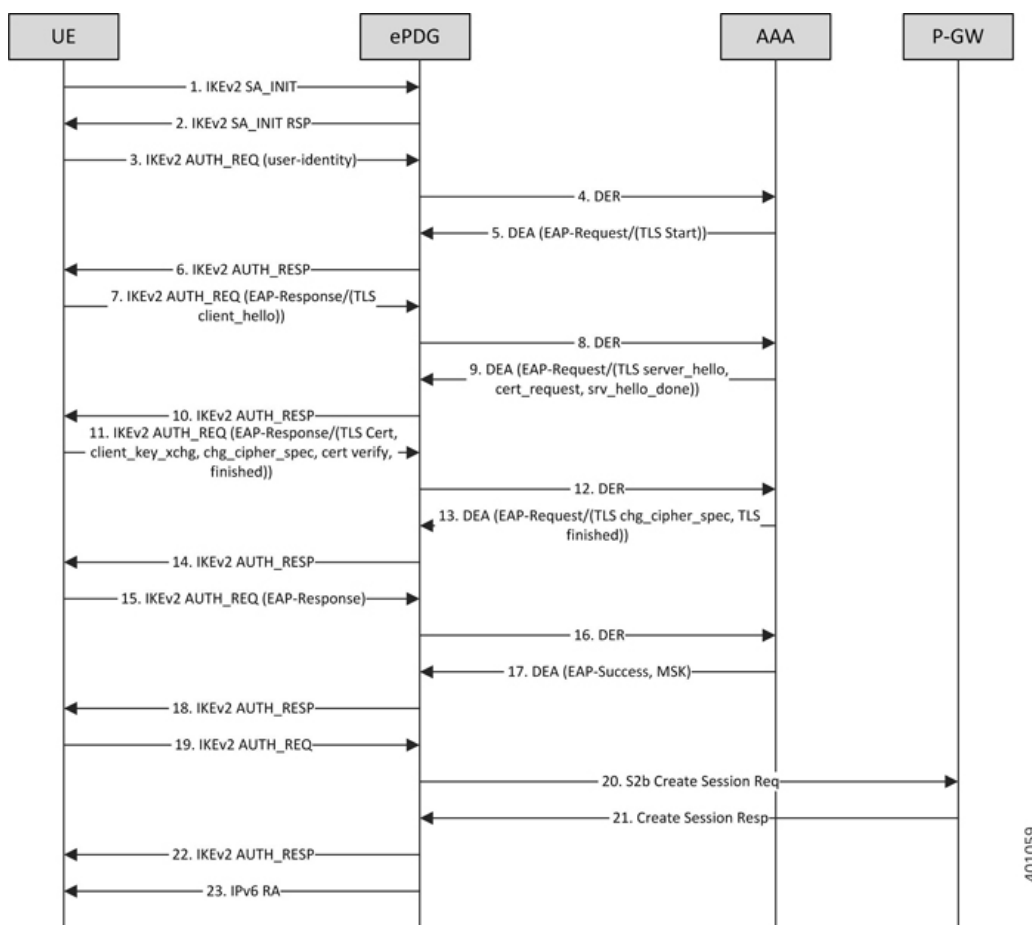 UE
ePDG
AAA
P-GW
1. IKEv2 SA_INIT
2. IKEv2 SA_INIT RSP
3. IKEv2 AUTH_REQ (user-identity)
4. DER
5. DEA (EAP-Request/(TLS Start))
6. IKEv2 AUTH_RESP
7. IKEv2 AUTH_REQ (EAP-Response/(TLS
client_hello))
8. DER
9. DEA (EAP-Request/(TLS server_hello,
cert_request, srv_hello_done))
10. IKEv2 AUTH_RESP
11. IKEv2 AUTH_REQ (EAP-Response/(TLS Cert,
client_key_xchg, chg_cipher_spec, cert verify,
finished))
12. DER
13. DEA (EAP-Request/(TLS chg_cipher_spec, TLS
finished))
14. IKEv2 AUTH_RESP
15. IKEv2 AUTH_REQ (EAP-Response)
16. DER
17. DEA (EAP-Success, MSK)
18. IKEv2 AUTH_RESP
19. IKEv2 AUTH_REQ
20. S2b Create Session Req
21. Create Session Resp
22. IKEv2 AUTH_RESP
23. IPv6 RA
401059